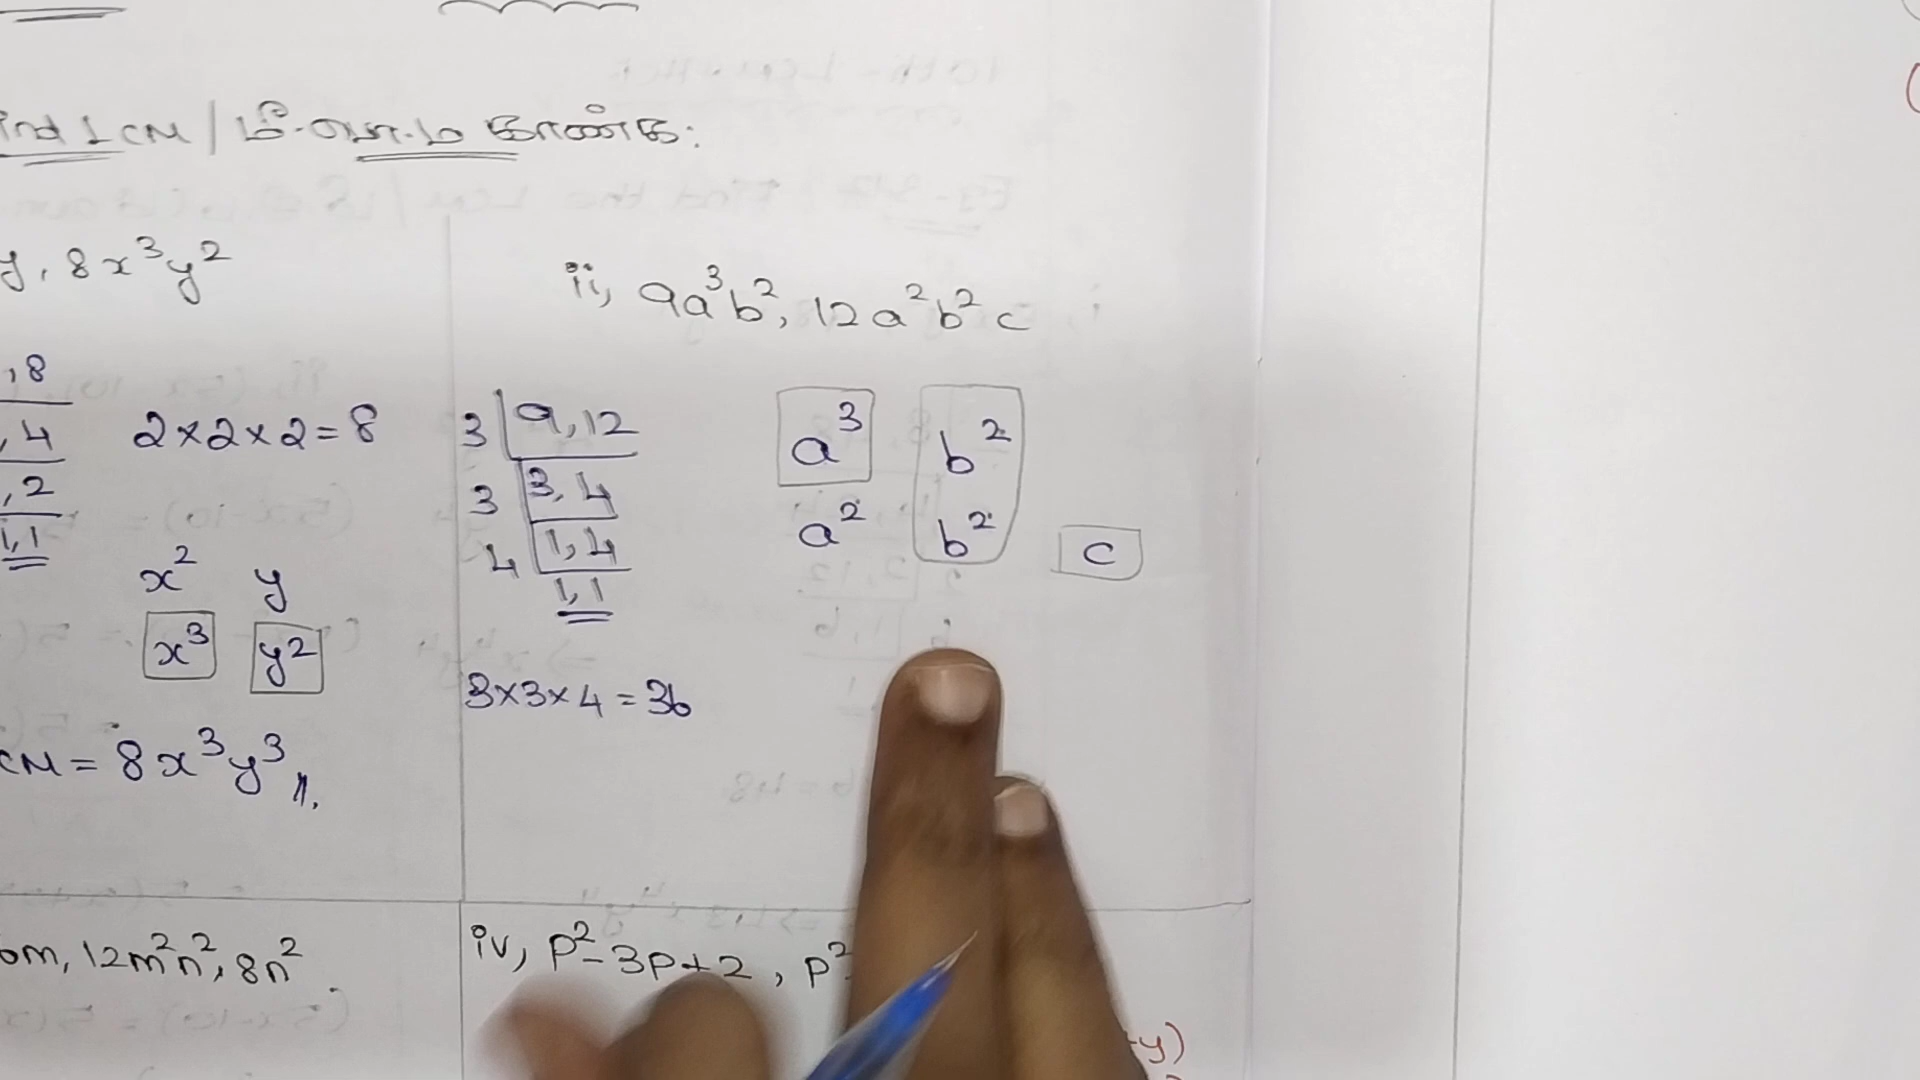 LCM / மீ.பொ.ம காண்க:
y, 8x³y²
, 8
, 4
, 2
1, 1
2×2×2=8
x² y
x³ y²
CM = 8x³y³ //.
ii, 9a³b², 12a²b²c
3 | 9, 12
3 | 3, 4
4 | 1, 4
1, 1
a³ b²
a² b² c
3×3×4=36
m, 12m²n², 8n²
iv, p²-3p+2, p²
y)